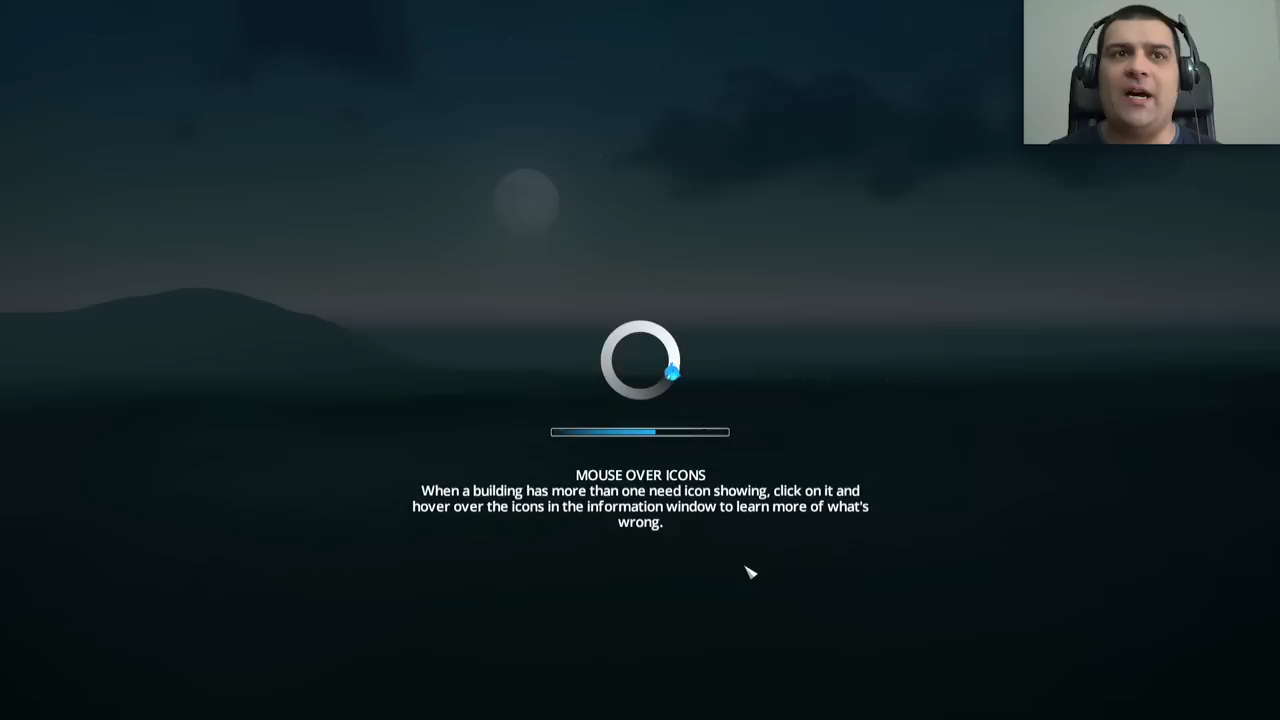 MOUSE OVER ICONS
When a building has more than one need icon showing, click on it and
hover over the icons in the information window to learn more of what's
wrong.